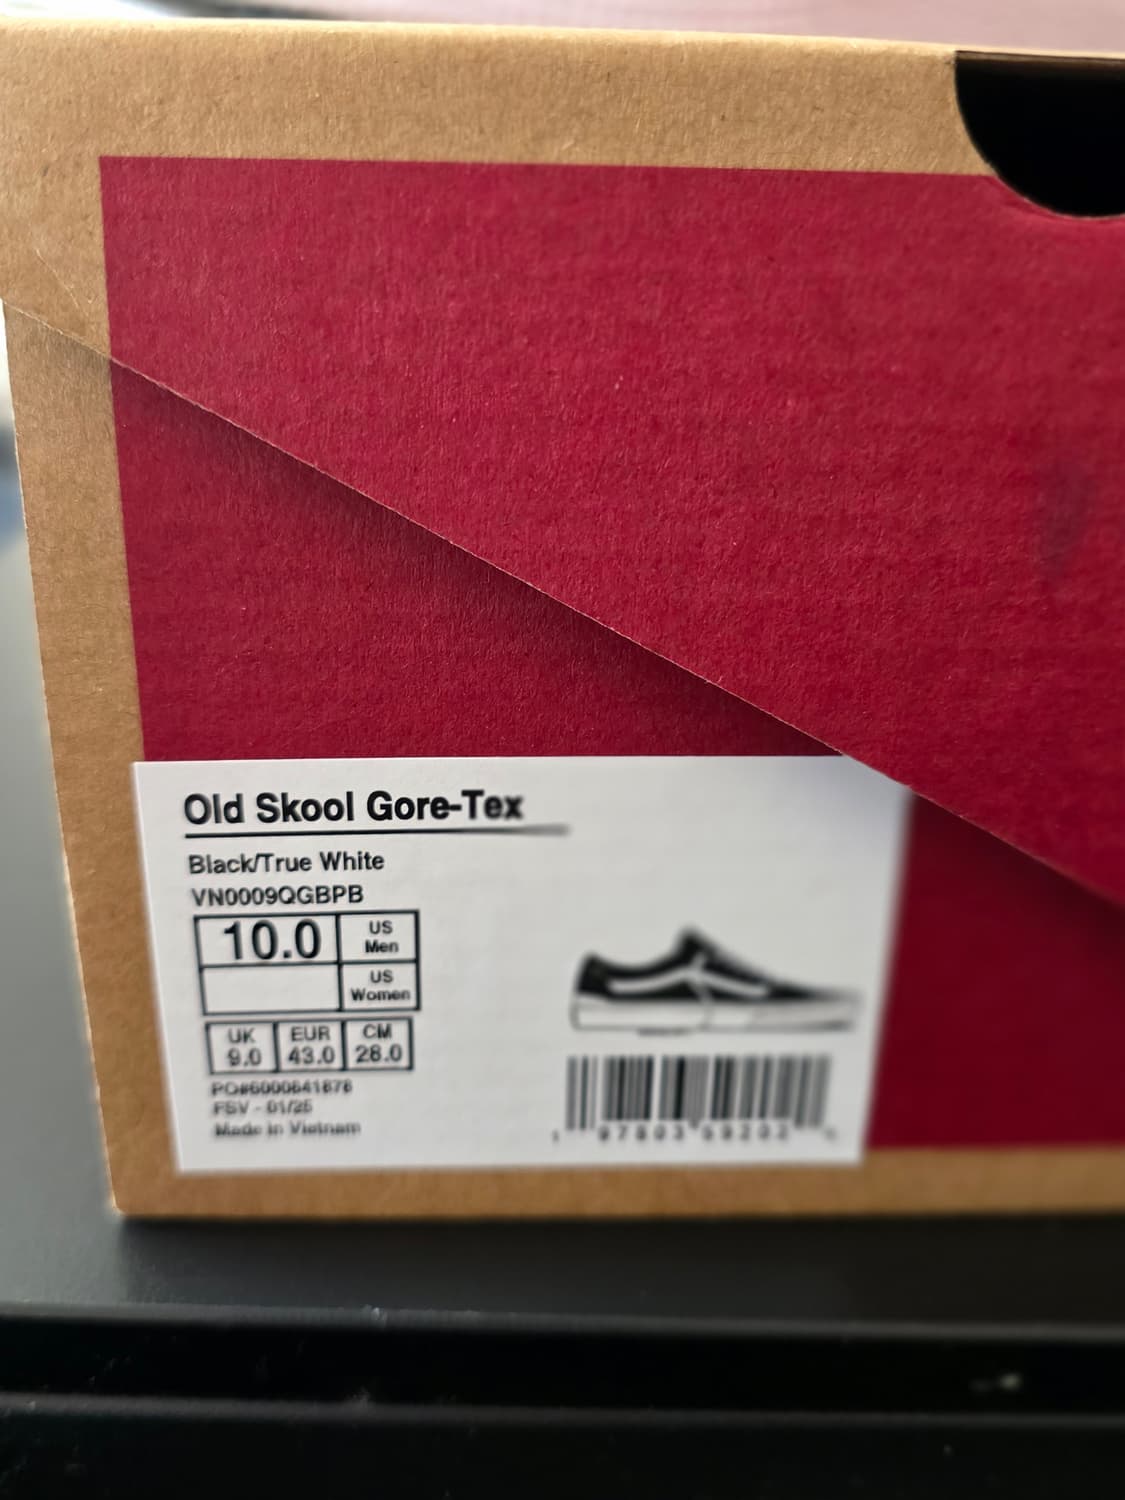 Old Skool Gore-Tex
Black/True White
VN0009QGBPB
10.0 US Men
US Women
UK EUR CM
9.0 43.0 28.0
Made in Vietnam